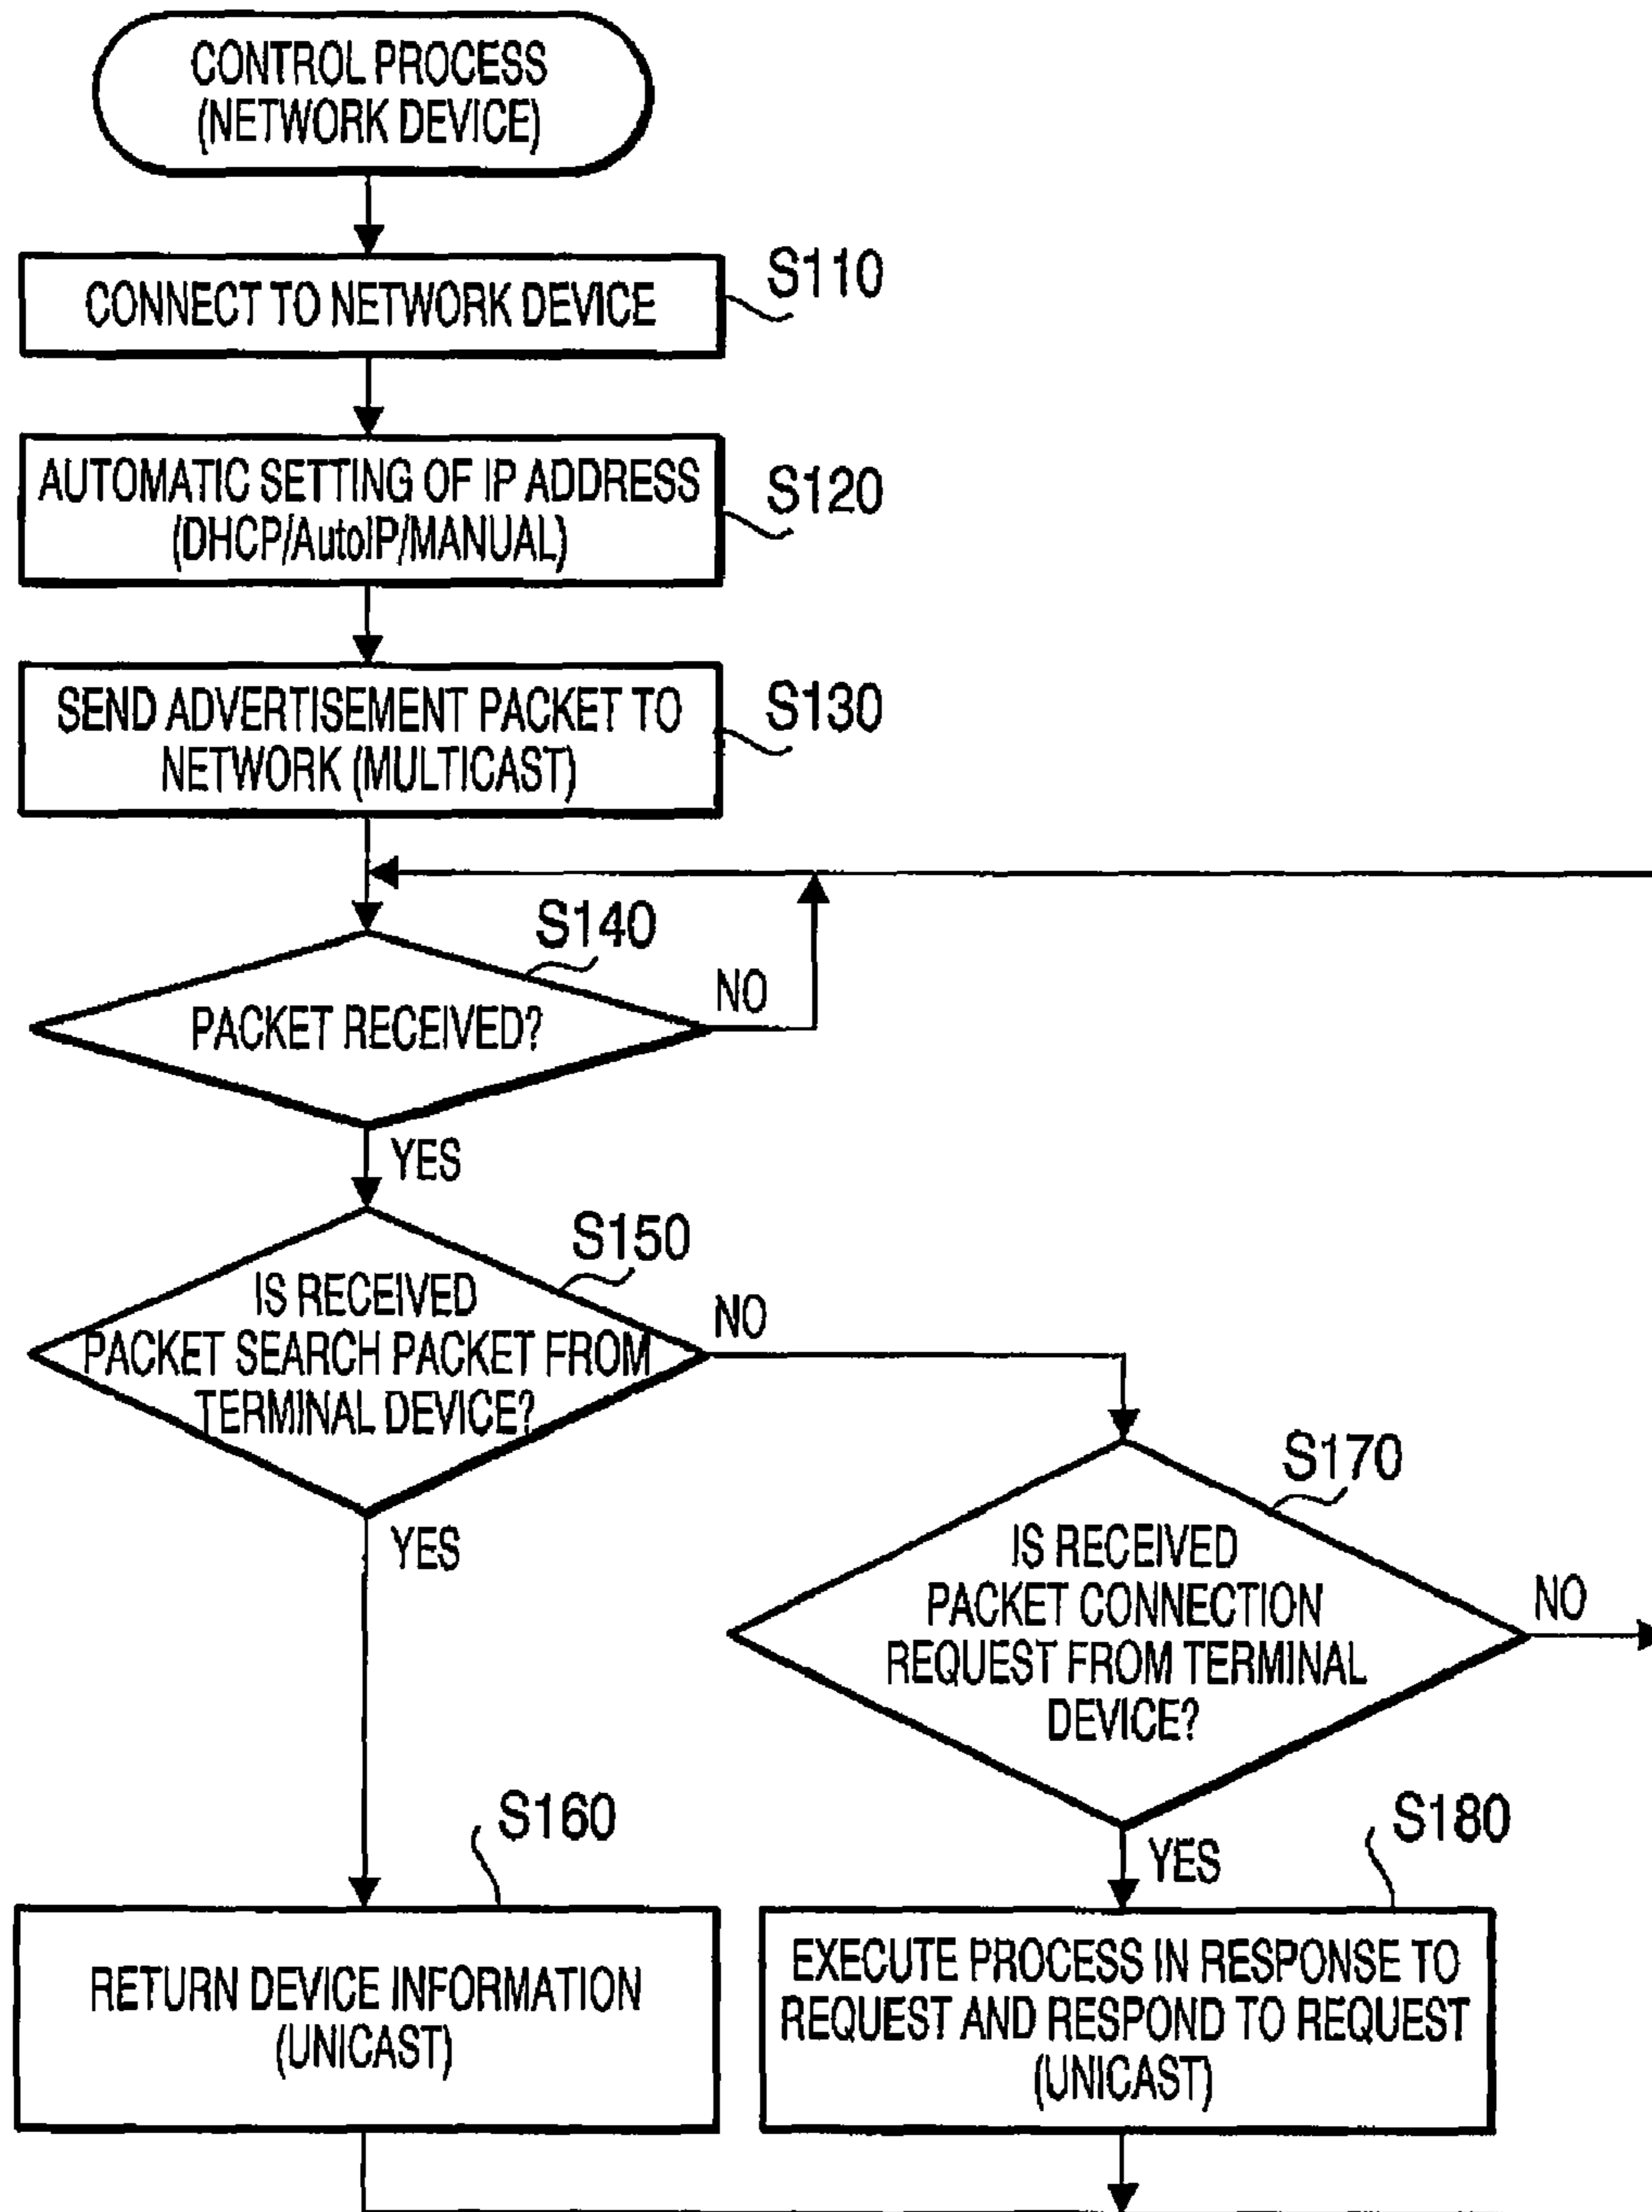 CONTROL PROCESS
(NETWORK DEVICE)
CONNECT TO NETWORK DEVICE
S110
AUTOMATIC SETTING OF IP ADDRESS
(DHCP/AutoIP/MANUAL)
S120
SEND ADVERTISEMENT PACKET TO
NETWORK (MULTICAST)
S130
S140
PACKET RECEIVED?
NO
YES
S150
IS RECEIVED
PACKET SEARCH PACKET FROM
TERMINAL DEVICE?
NO
YES
S170
IS RECEIVED
PACKET CONNECTION
REQUEST FROM TERMINAL
DEVICE?
NO
YES
S160
RETURN DEVICE INFORMATION
(UNICAST)
S180
EXECUTE PROCESS IN RESPONSE TO
REQUEST AND RESPOND TO REQUEST
(UNICAST)